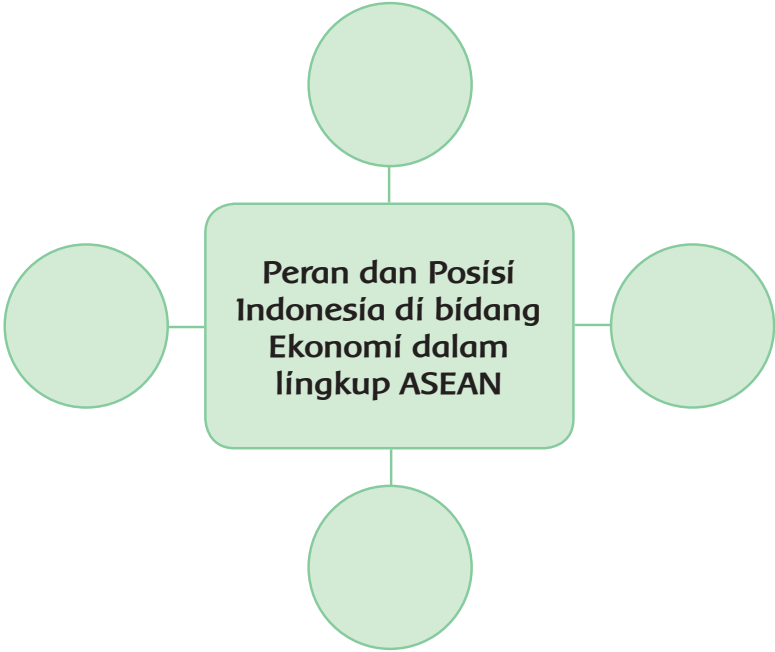 Peran dan Posisi
Indonesia di bidang
Ekonomi dalam
lingkup ASEAN